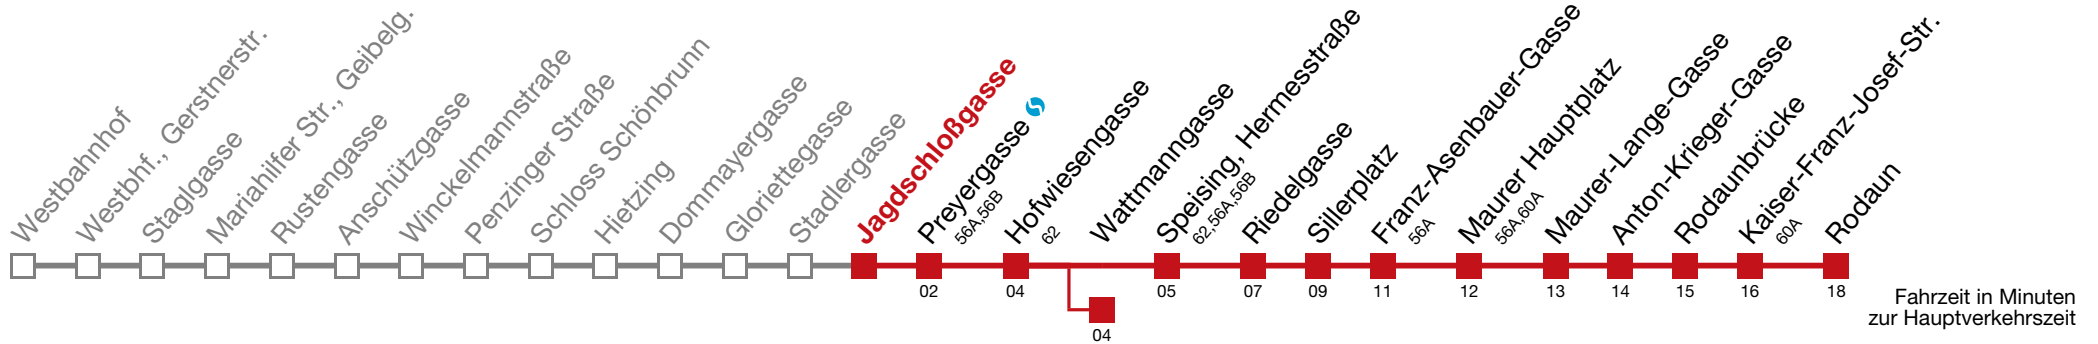 Westbahnhof
Westbhf., Gerstnerstr.
Staglgasse
Mariahilfer Str., Geibelg.
Rustengasse
Anschützgasse
Winckelmannstraße
Penzinger Straße
Schloss Schönbrunn
Hietzing
Dommayergasse
Gloriettegasse
Stadlergasse
Jagdschloßgasse
Preyergasse
56A,56B
Hofwiesengasse
62
Wattmanngasse
Speising, Hermesstraße
62,56A,56B
Riedelgasse
Sillerplatz
Franz-Asenbauer-Gasse
56A
Maurer Hauptplatz
56A,60A
Maurer-Lange-Gasse
Anton-Krieger-Gasse
Rodaunbrücke
Kaiser-Franz-Josef-Str.
60A
Rodaun
02 04 05 07 09 11 12 13 14 15 16 18
04
Fahrzeit in Minuten
zur Hauptverkehrszeit